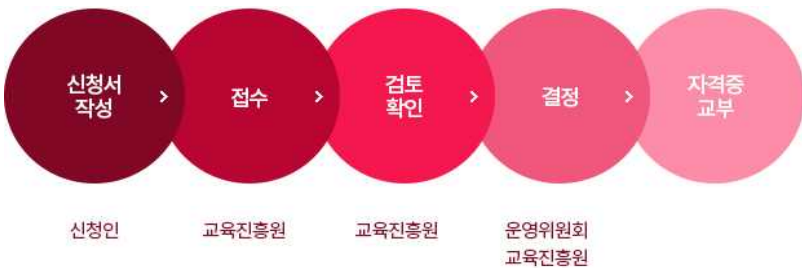 신청서
작성
접수
검토
확인
결정
자격증
교부
신청인
교육진흥원
교육진흥원
운영위원회
교육진흥원